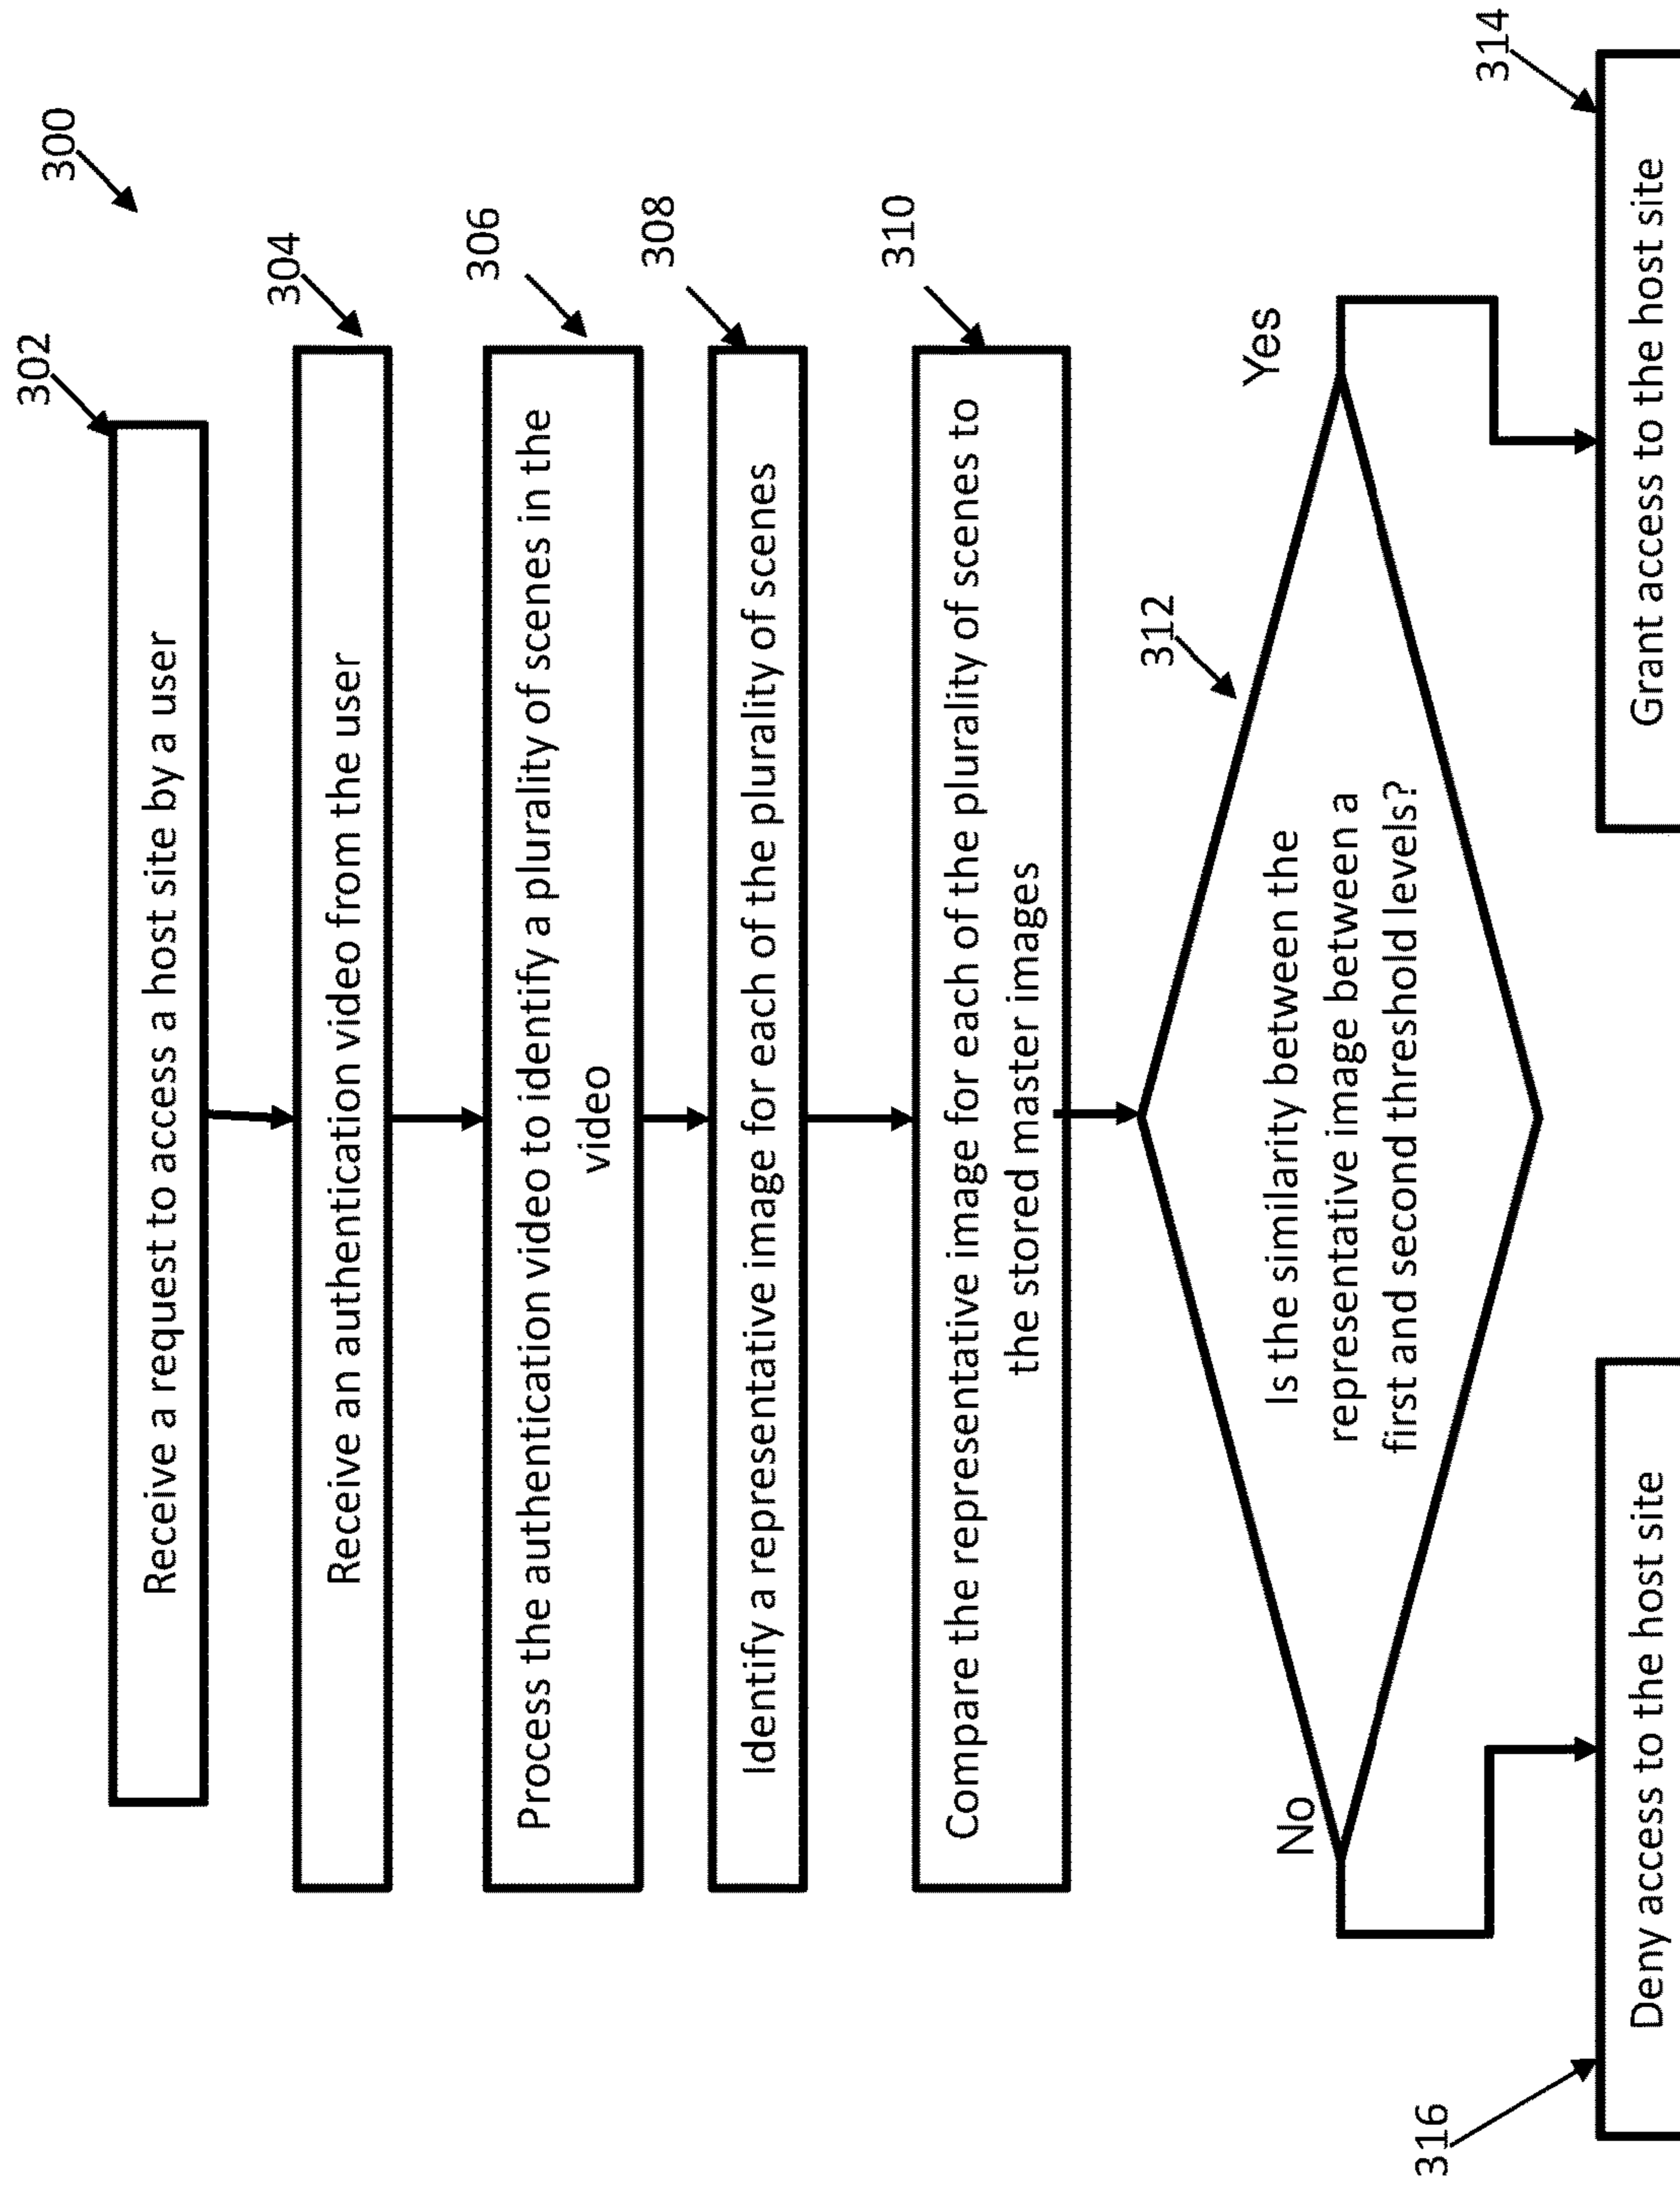 300
302
Receive a request to access a host site by a user
304
Receive an authentication video from the user
306
Process the authentication video to identify a plurality of scenes in the
video
308
Identify a representative image for each of the plurality of scenes
310
Compare the representative image for each of the plurality of scenes to
the stored master images
312
Is the similarity between the
representative image between a
first and second threshold levels?
No
Yes
316
Deny access to the host site
314
Grant access to the host site